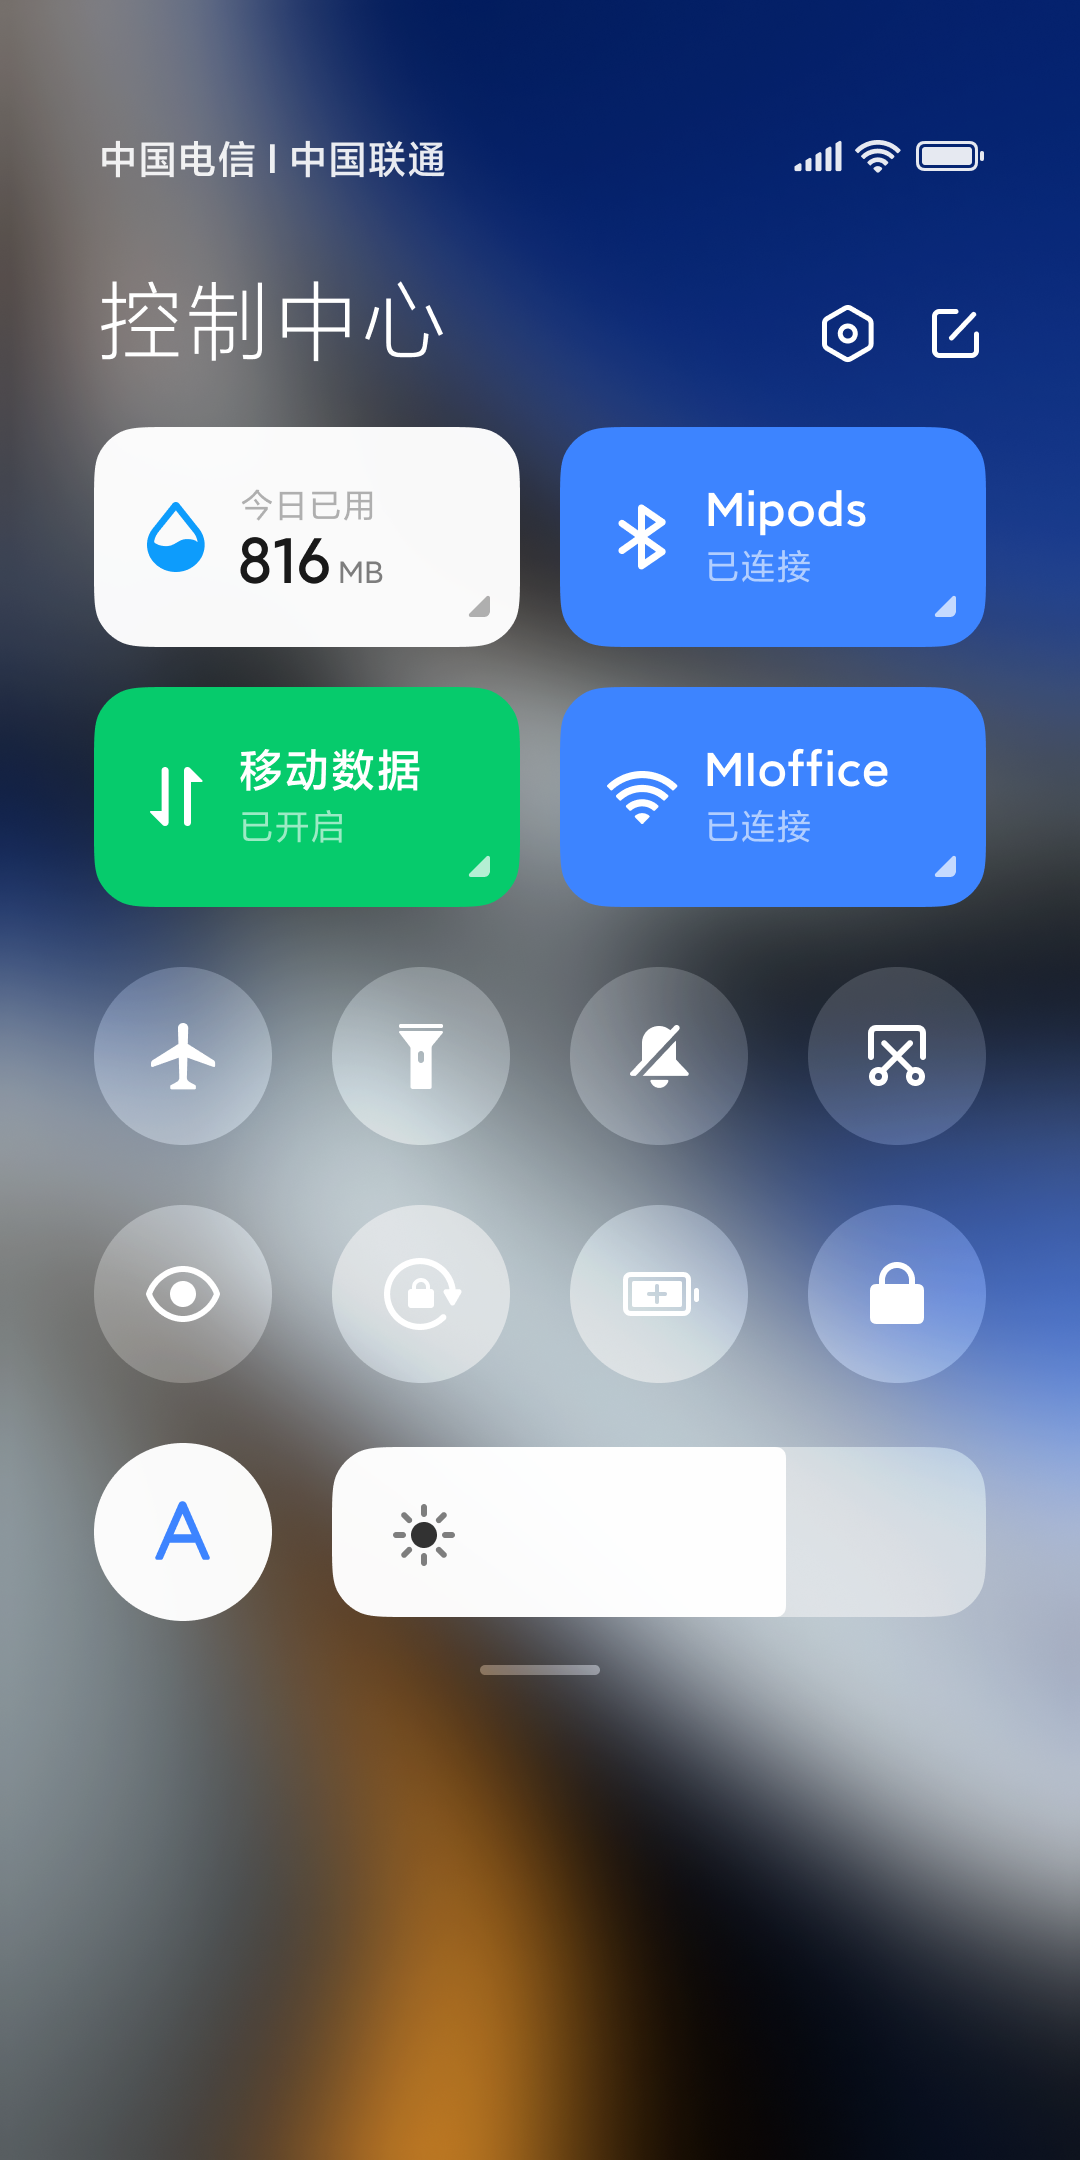 中国电信 | 中国联通
控制中心
今日已用
816 MB
Mipods
已连接
移动数据
已开启
MIoffice
已连接
A